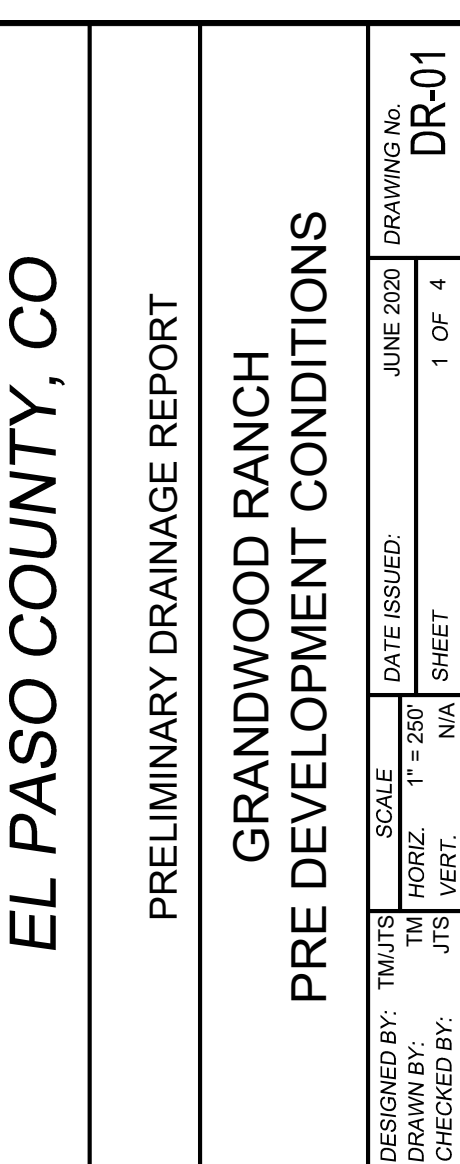 EL PASO COUNTY, CO
PRELIMINARY DRAINAGE REPORT
GRANDWOOD RANCH
PRE DEVELOPMENT CONDITIONS
DESIGNED BY: TM/JTS
DRAWN BY: TM
CHECKED BY: JTS
SCALE
HORIZ. 1" = 250'
VERT. N/A
DATE ISSUED: JUNE 2020
SHEET 1 OF 4
DRAWING No.
DR-01